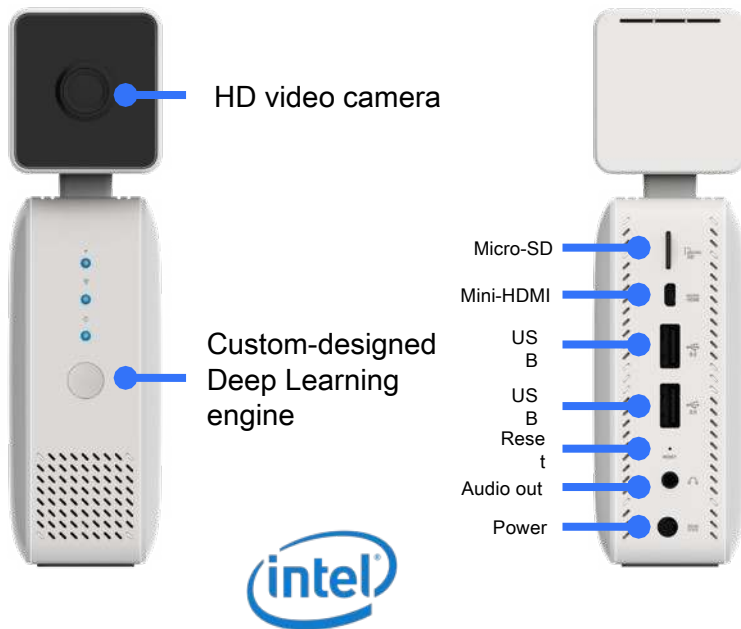 HD video camera
Custom-designed
Deep Learning
engine
intel®
Micro-SD
Mini-HDMI
US
B
US
B
Rese
t
Audio out
Power
RESET